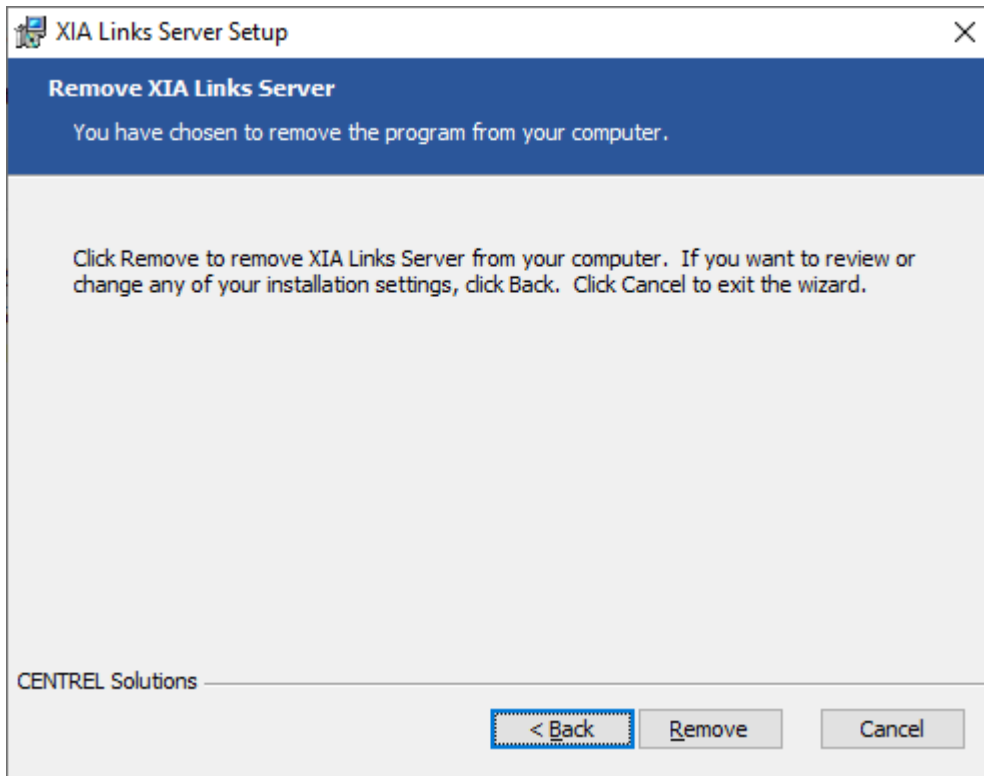 XIA Links Server Setup
Remove XIA Links Server
You have chosen to remove the program from your computer.
Click Remove to remove XIA Links Server from your computer.  If you want to review or
change any of your installation settings, click Back.  Click Cancel to exit the wizard.
CENTREL Solutions
< Back
Remove
Cancel